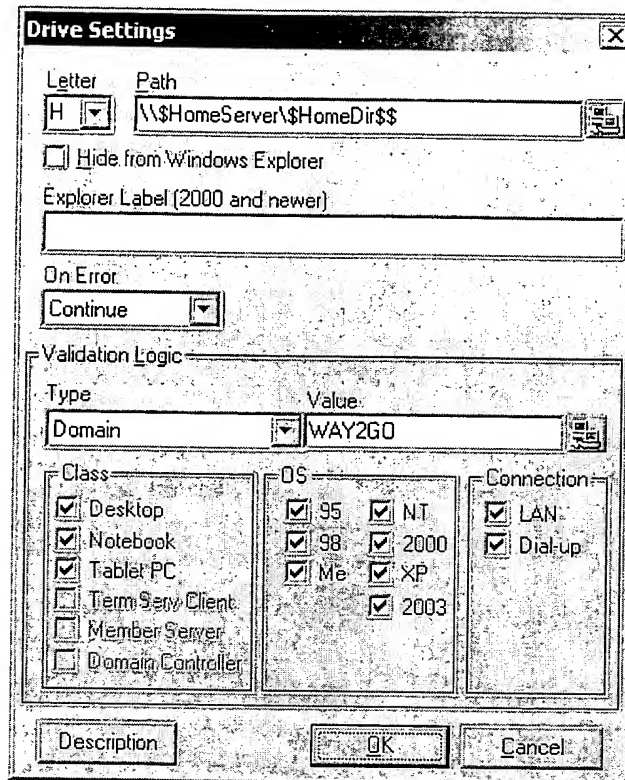 Drive Settings
Letter Path
H \\$HomeServer\$HomeDir$$
Hide from Windows Explorer
Explorer Label (2000 and newer)
On Error
Continue
Validation Logic
Type Value
Domain WAY2GO
Class OS Connection
Desktop 95 NT LAN
Notebook 98 2000 Dial-up
Tablet PC Me XP
Term Serv Client 2003
Member Server
Domain Controller
Description OK Cancel